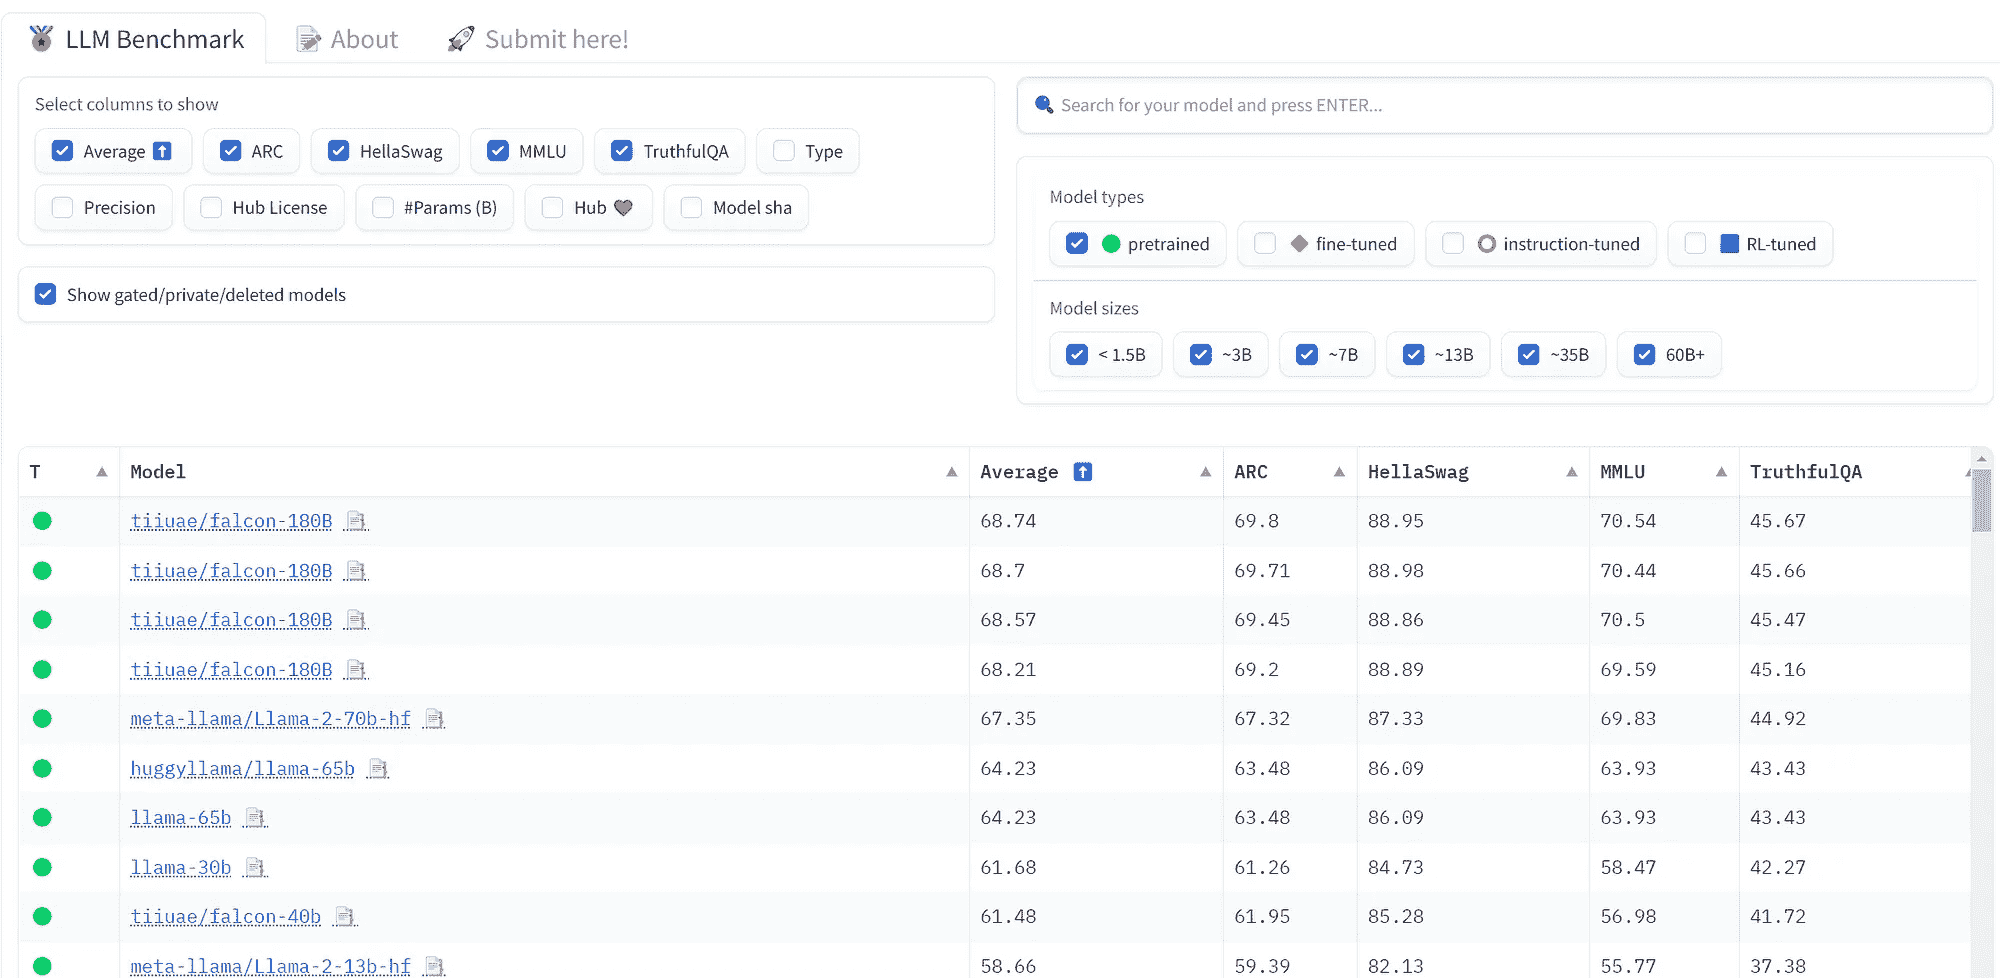 LLM Benchmark About Submit here!
Select columns to show
Average ARC HellaSwag MMLU TruthfulQA Type
Precision Hub License #Params (B) Hub Model sha
Show gated/private/deleted models
Search for your model and press ENTER...
Model types
pretrained fine-tuned instruction-tuned RL-tuned
Model sizes
< 1.5B ~3B ~7B ~13B ~35B 60B+
T Model Average ARC HellaSwag MMLU TruthfulQA
tiiuae/falcon-180B 68.74 69.8 88.95 70.54 45.67
tiiuae/falcon-180B 68.7 69.71 88.98 70.44 45.66
tiiuae/falcon-180B 68.57 69.45 88.86 70.5 45.47
tiiuae/falcon-180B 68.21 69.2 88.89 69.59 45.16
meta-llama/Llama-2-70b-hf 67.35 67.32 87.33 69.83 44.92
huggyllama/llama-65b 64.23 63.48 86.09 63.93 43.43
llama-65b 64.23 63.48 86.09 63.93 43.43
llama-30b 61.68 61.26 84.73 58.47 42.27
tiiuae/falcon-40b 61.48 61.95 85.28 56.98 41.72
meta-llama/Llama-2-13b-hf 58.66 59.39 82.13 55.77 37.38